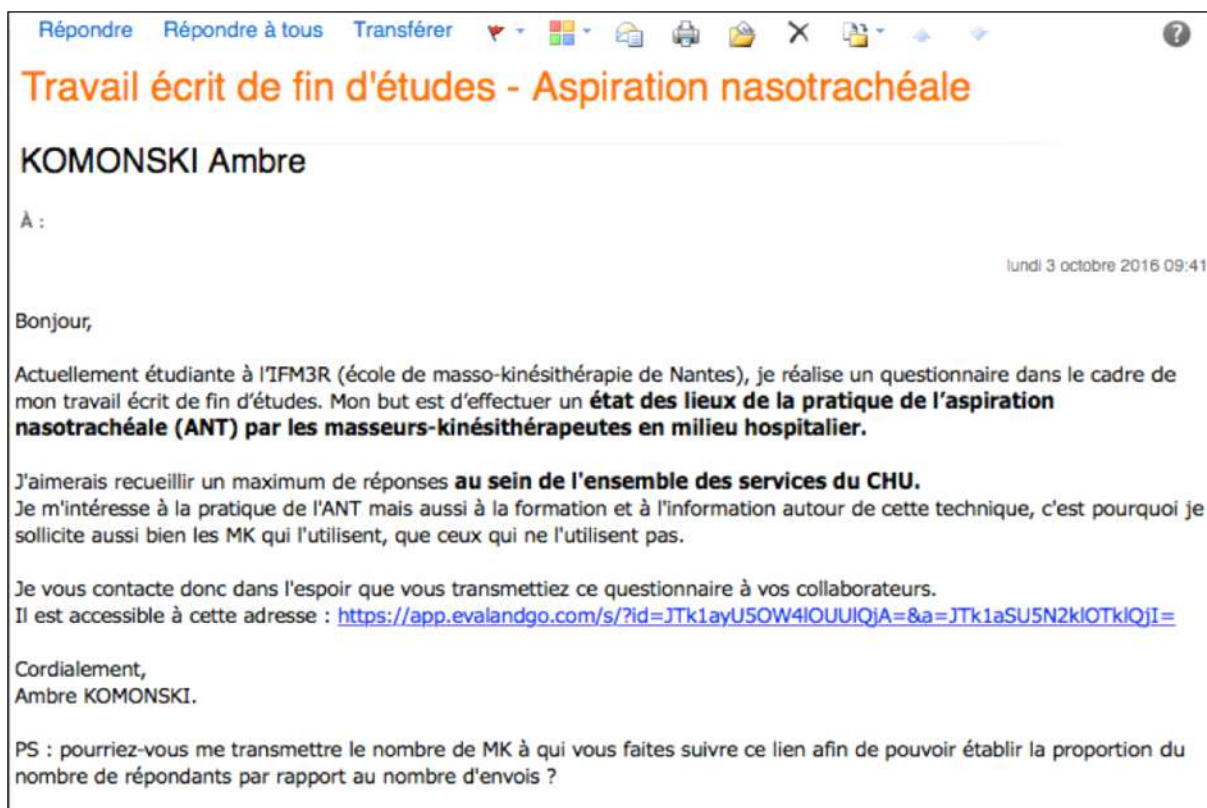 Répondre Répondre à tous Transférer
Travail écrit de fin d'études - Aspiration nasotrachéale
KOMONSKI Ambre
À :
lundi 3 octobre 2016 09:41
Bonjour,
Actuellement étudiante à l'IFM3R (école de masso-kinésithérapie de Nantes), je réalise un questionnaire dans le cadre de
mon travail écrit de fin d'études. Mon but est d'effectuer un état des lieux de la pratique de l'aspiration
nasotrachéale (ANT) par les masseurs-kinésithérapeutes en milieu hospitalier.
J'aimerais recueillir un maximum de réponses au sein de l'ensemble des services du CHU.
Je m'intéresse à la pratique de l'ANT mais aussi à la formation et à l'information autour de cette technique, c'est pourquoi je
sollicite aussi bien les MK qui l'utilisent, que ceux qui ne l'utilisent pas.
Je vous contacte donc dans l'espoir que vous transmettiez ce questionnaire à vos collaborateurs.
Il est accessible à cette adresse : https://app.evalandgo.com/s/?id=JTk1ayU5OW4lOUUlQjA=&a=JTk1aSU5N2klOTklQjI=
Cordialement,
Ambre KOMONSKI.
PS : pourriez-vous me transmettre le nombre de MK à qui vous faites suivre ce lien afin de pouvoir établir la proportion du
nombre de répondants par rapport au nombre d'envois ?